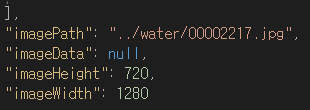 ],
"imagePath": "../water/00002217.jpg",
"imageData": null,
"imageHeight": 720,
"imageWidth": 1280